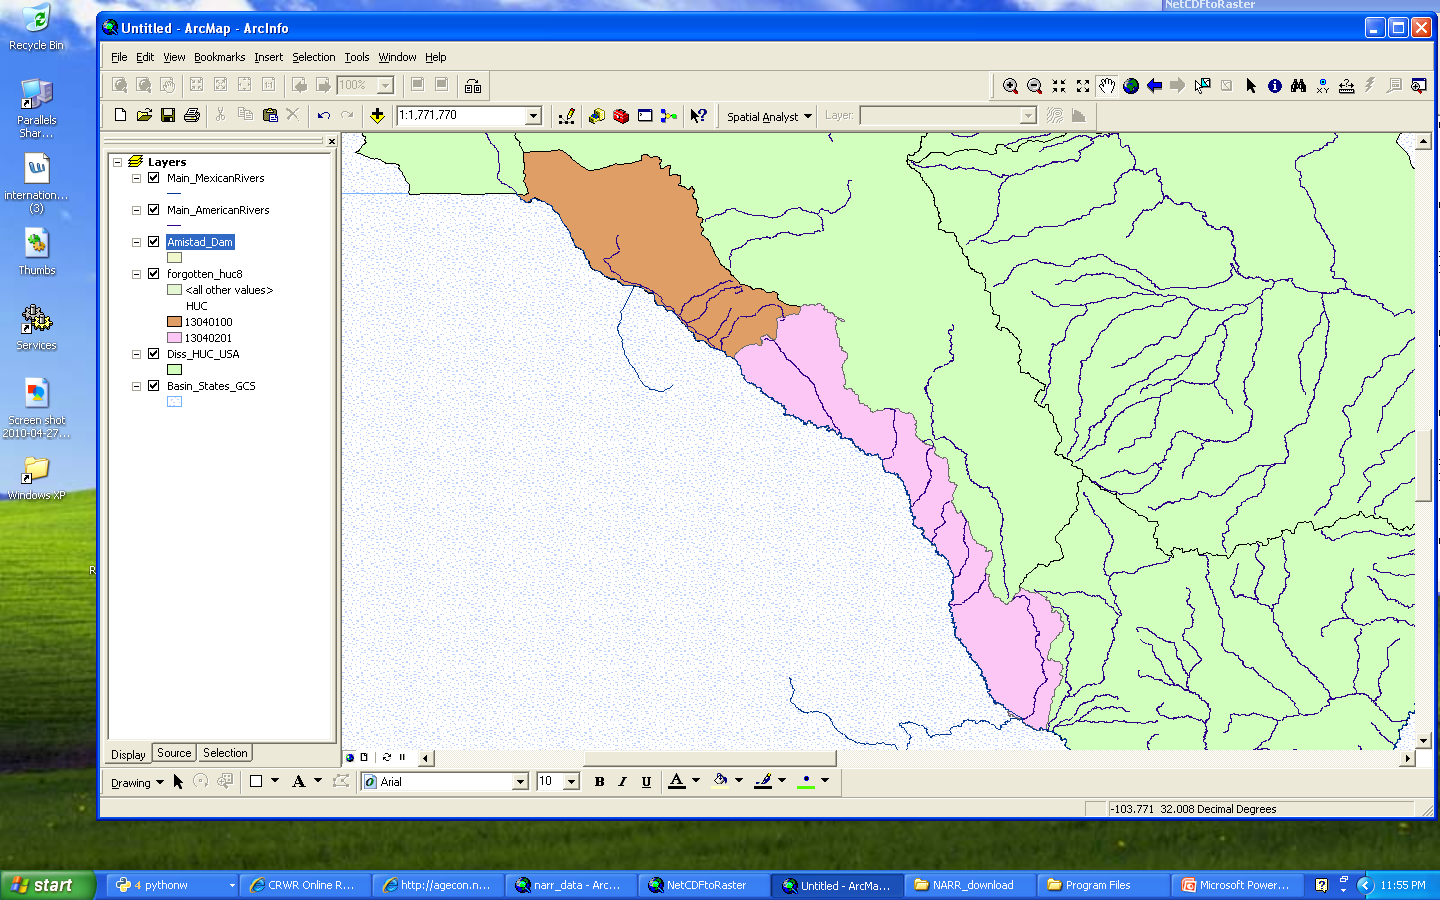 NetCDFtoRaster
Untitled - ArcMap - ArcInfo
Recycle Bin
File Edit View Bookmarks Insert Selection Tools Window Help
100%
1:1,771,770
Spatial Analyst
Layer:
Parallels
Shar...
Layers
Main_MexicanRivers
Main_AmericanRivers
Amistad_Dam
forgotten_huc8
<all other values>
HUC
13040100
13040201
Diss_HUC_USA
Basin_States_GCS
internation...
(3)
Thumbs
Services
Screen shot
2010-04-27...
Windows XP
R
Display Source Selection
Drawing
A
Arial
10
B I U A
-103.771 32.008 Decimal Degrees
start
4 pythonw
CRWR Online R...
http://agecon.n...
narr_data - Arc...
NetCDFtoRaster
Untitled - ArcMa...
NARR_download
Program Files
Microsoft Power...
11:55 PM